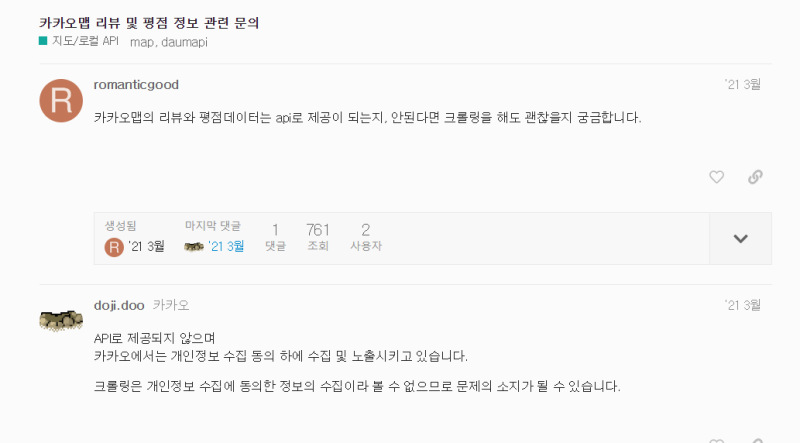 카카오맵 리뷰 및 평점 정보 관련 문의
지도/로컬 API map, daumapi
R
romanticgood
'21 3월
카카오맵의 리뷰와 평점데이터는 api로 제공이 되는지, 안된다면 크롤링을 해도 괜찮을지 궁금합니다.
생성됨 마지막 댓글 1 761 2
R '21 3월 '21 3월 댓글 조회 사용자
doji.doo 카카오
'21 3월
API로 제공되지 않으며
카카오에서는 개인정보 수집 동의 하에 수집 및 노출시키고 있습니다.
크롤링은 개인정보 수집에 동의한 정보의 수집이라 볼 수 없으므로 문제의 소지가 될 수 있습니다.